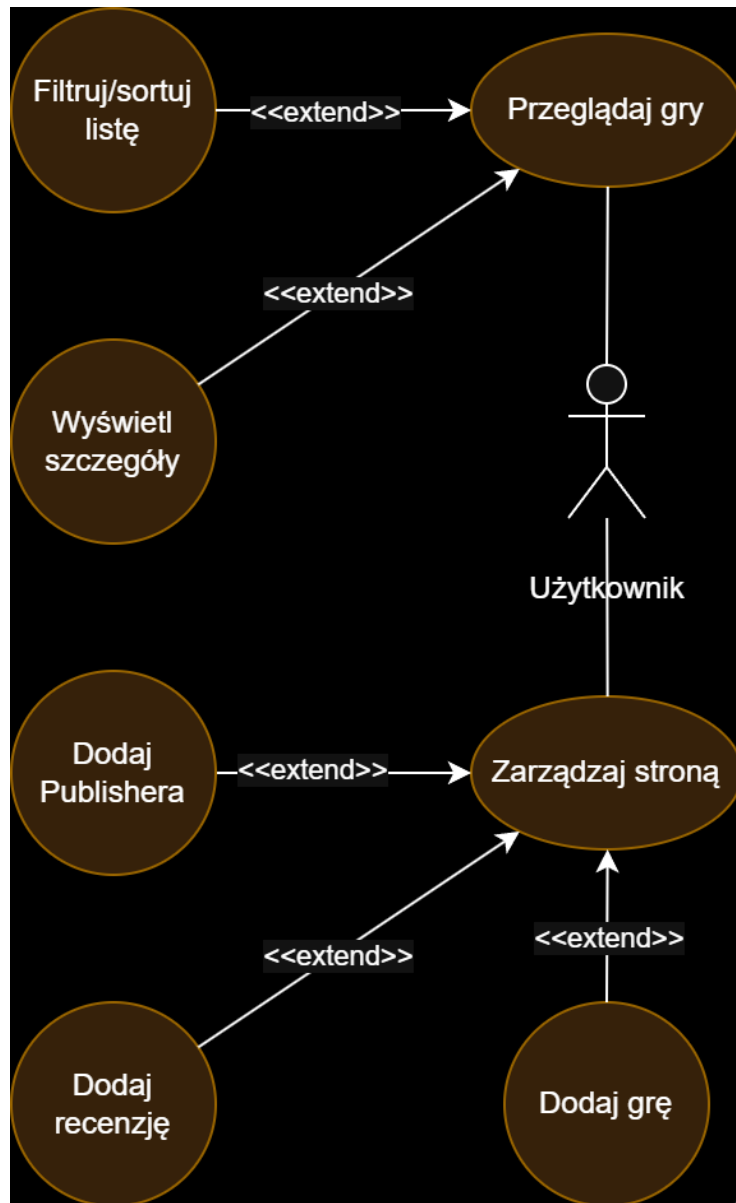 Filtruj/sortuj
listę
<<extend>>
Przeglądaj gry
<<extend>>
Wyświetl
szczegóły
Użytkownik
Dodaj
Publishera
<<extend>>
Zarządzaj stroną
<<extend>>
<<extend>>
Dodaj
recenzję
Dodaj grę